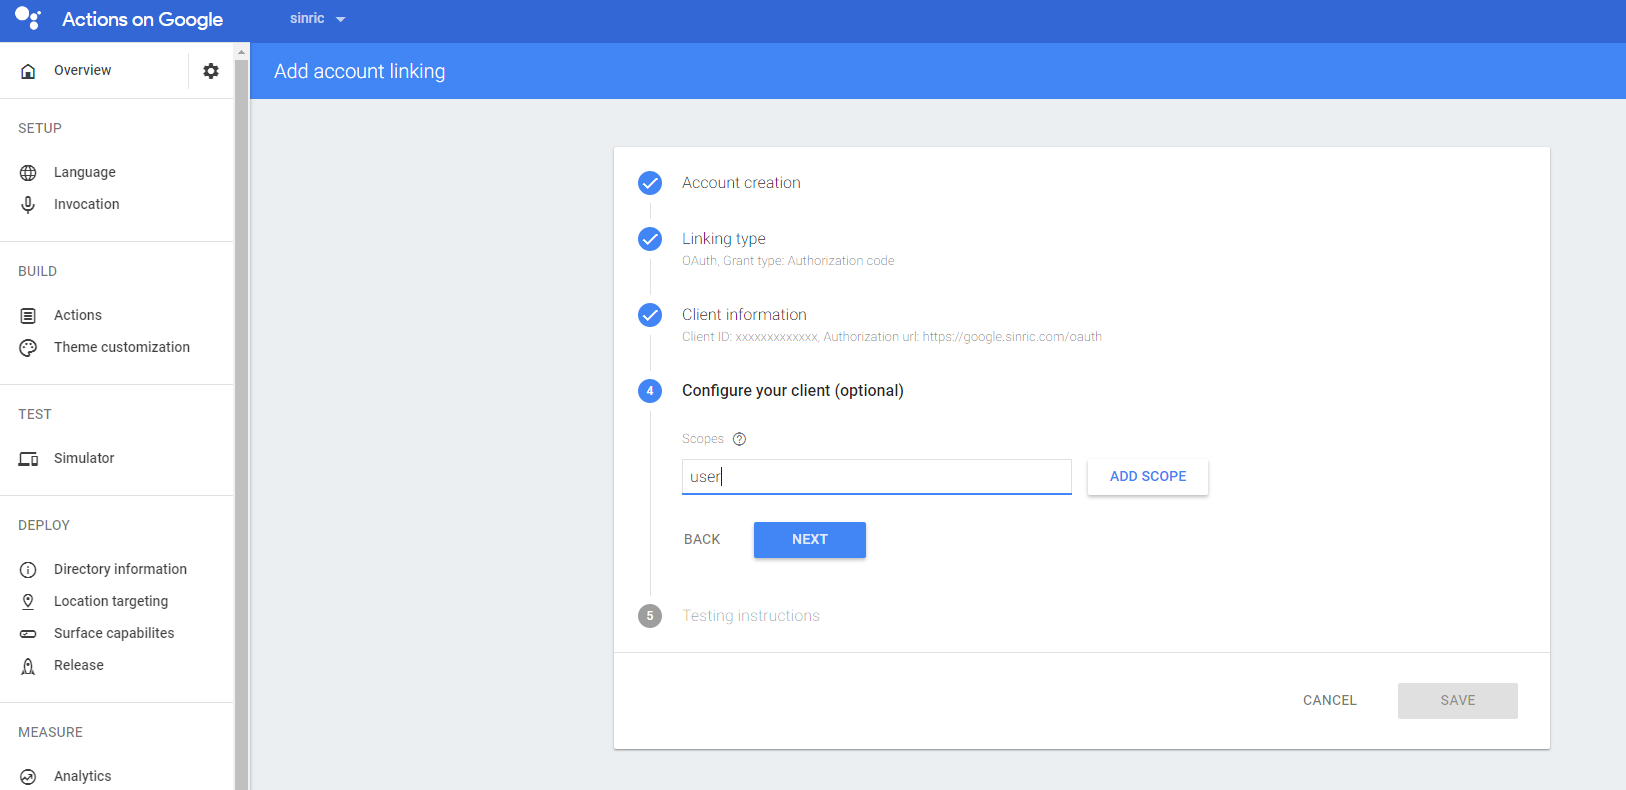 Actions on Google
sinric
Overview
Add account linking
SETUP
Language
Invocation
BUILD
Actions
Theme customization
TEST
Simulator
DEPLOY
Directory information
Location targeting
Surface capabilites
Release
MEASURE
Analytics
Account creation
Linking type
OAuth, Grant type: Authorization code
Client information
Client ID: xxxxxxxxxxxxx, Authorization url: https://google.sinric.com/oauth
4 Configure your client (optional)
Scopes ?
user
ADD SCOPE
BACK NEXT
5 Testing instructions
CANCEL SAVE